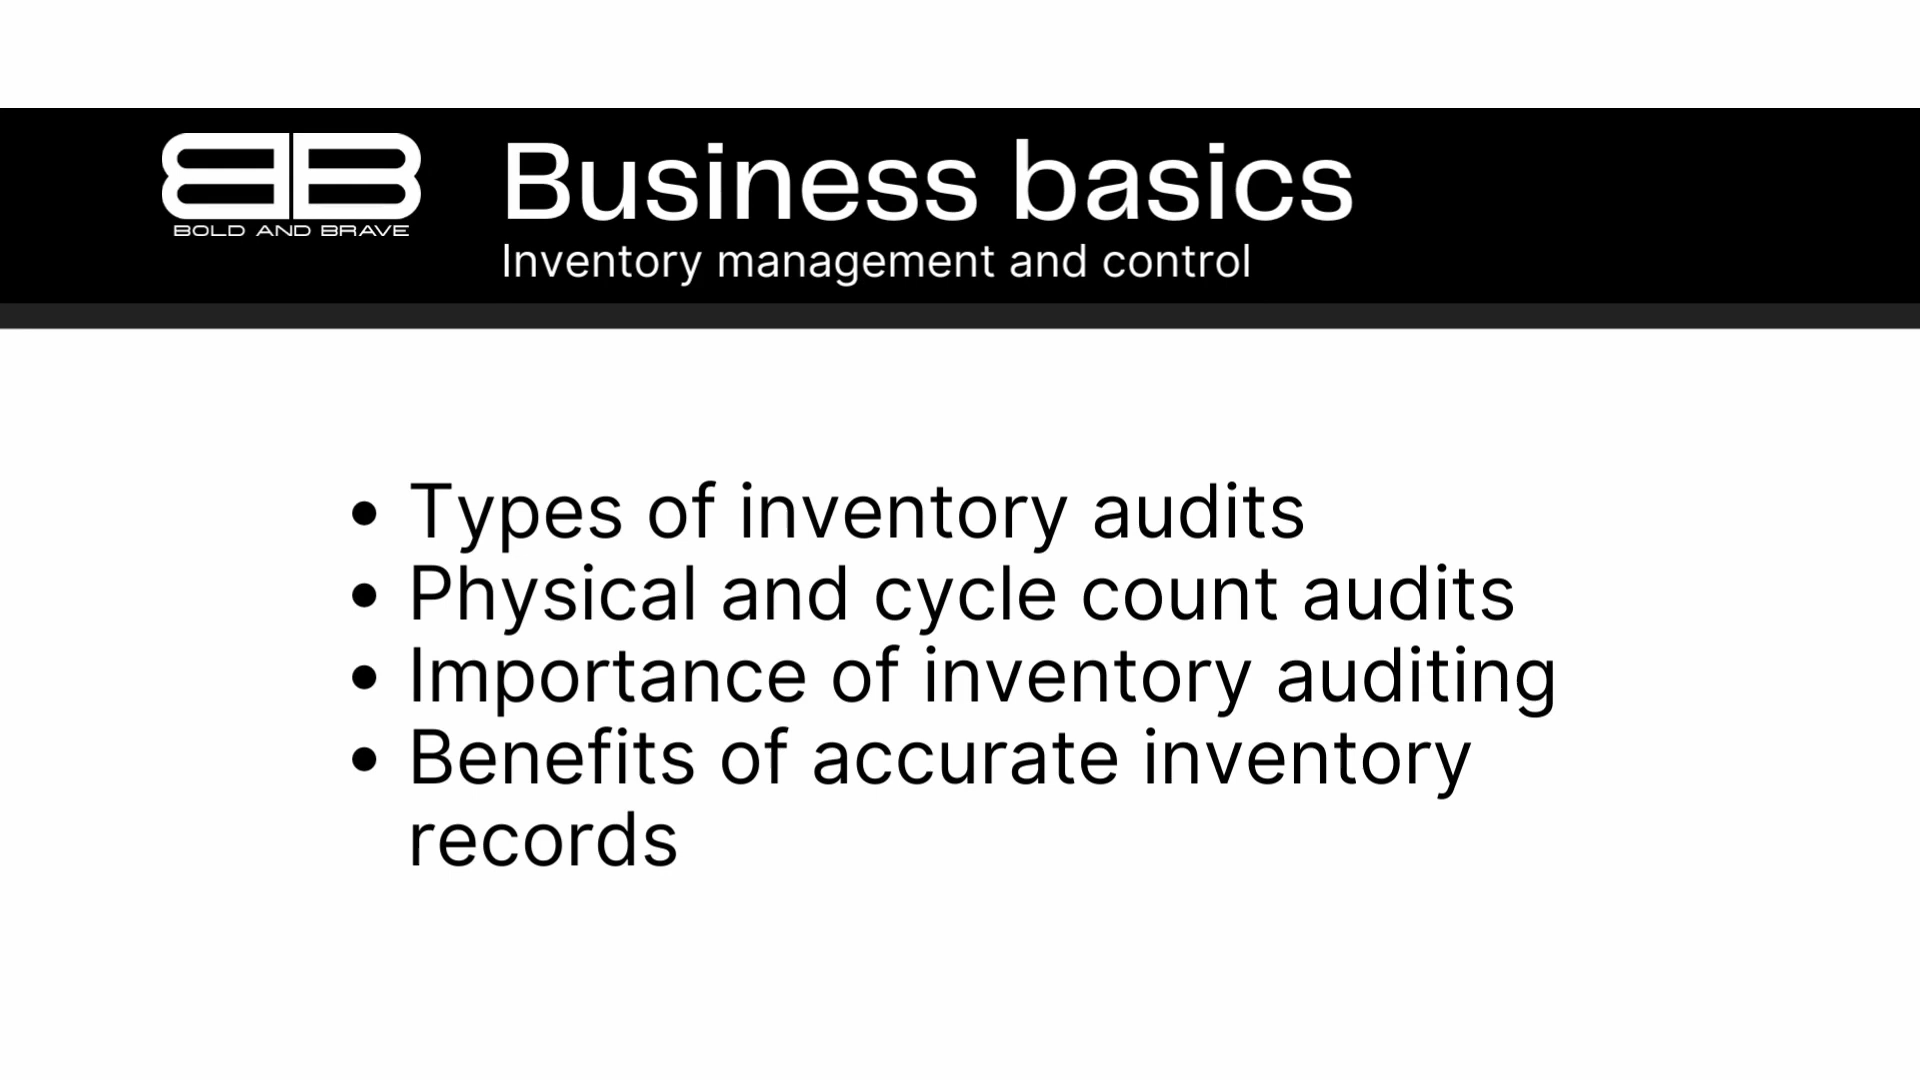 BOLD AND BRAVE
Business basics
Inventory management and control
• Types of inventory audits
• Physical and cycle count audits
• Importance of inventory auditing
• Benefits of accurate inventory
records